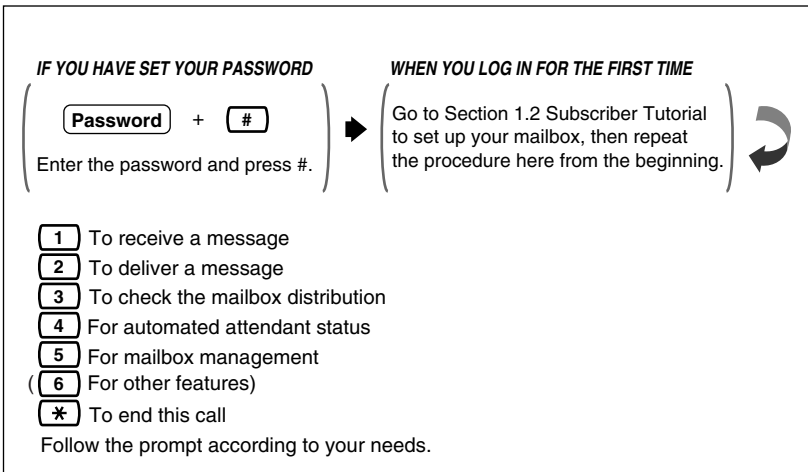 IF YOU HAVE SET YOUR PASSWORD
Password + #
Enter the password and press #.
WHEN YOU LOG IN FOR THE FIRST TIME
Go to Section 1.2 Subscriber Tutorial
to set up your mailbox, then repeat
the procedure here from the beginning.
1 To receive a message
2 To deliver a message
3 To check the mailbox distribution
4 For automated attendant status
5 For mailbox management
( 6 For other features)
* To end this call
Follow the prompt according to your needs.